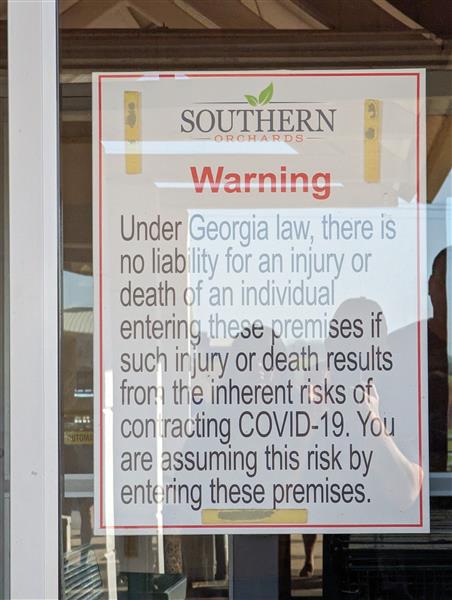 SOUTHERN
ORCHARDS
Warning
Under Georgia law, there is
no liability for an injury or
death of an individual
entering these premises if
such injury or death results
from the inherent risks of
contracting COVID-19. You
are assuming this risk by
entering these premises.